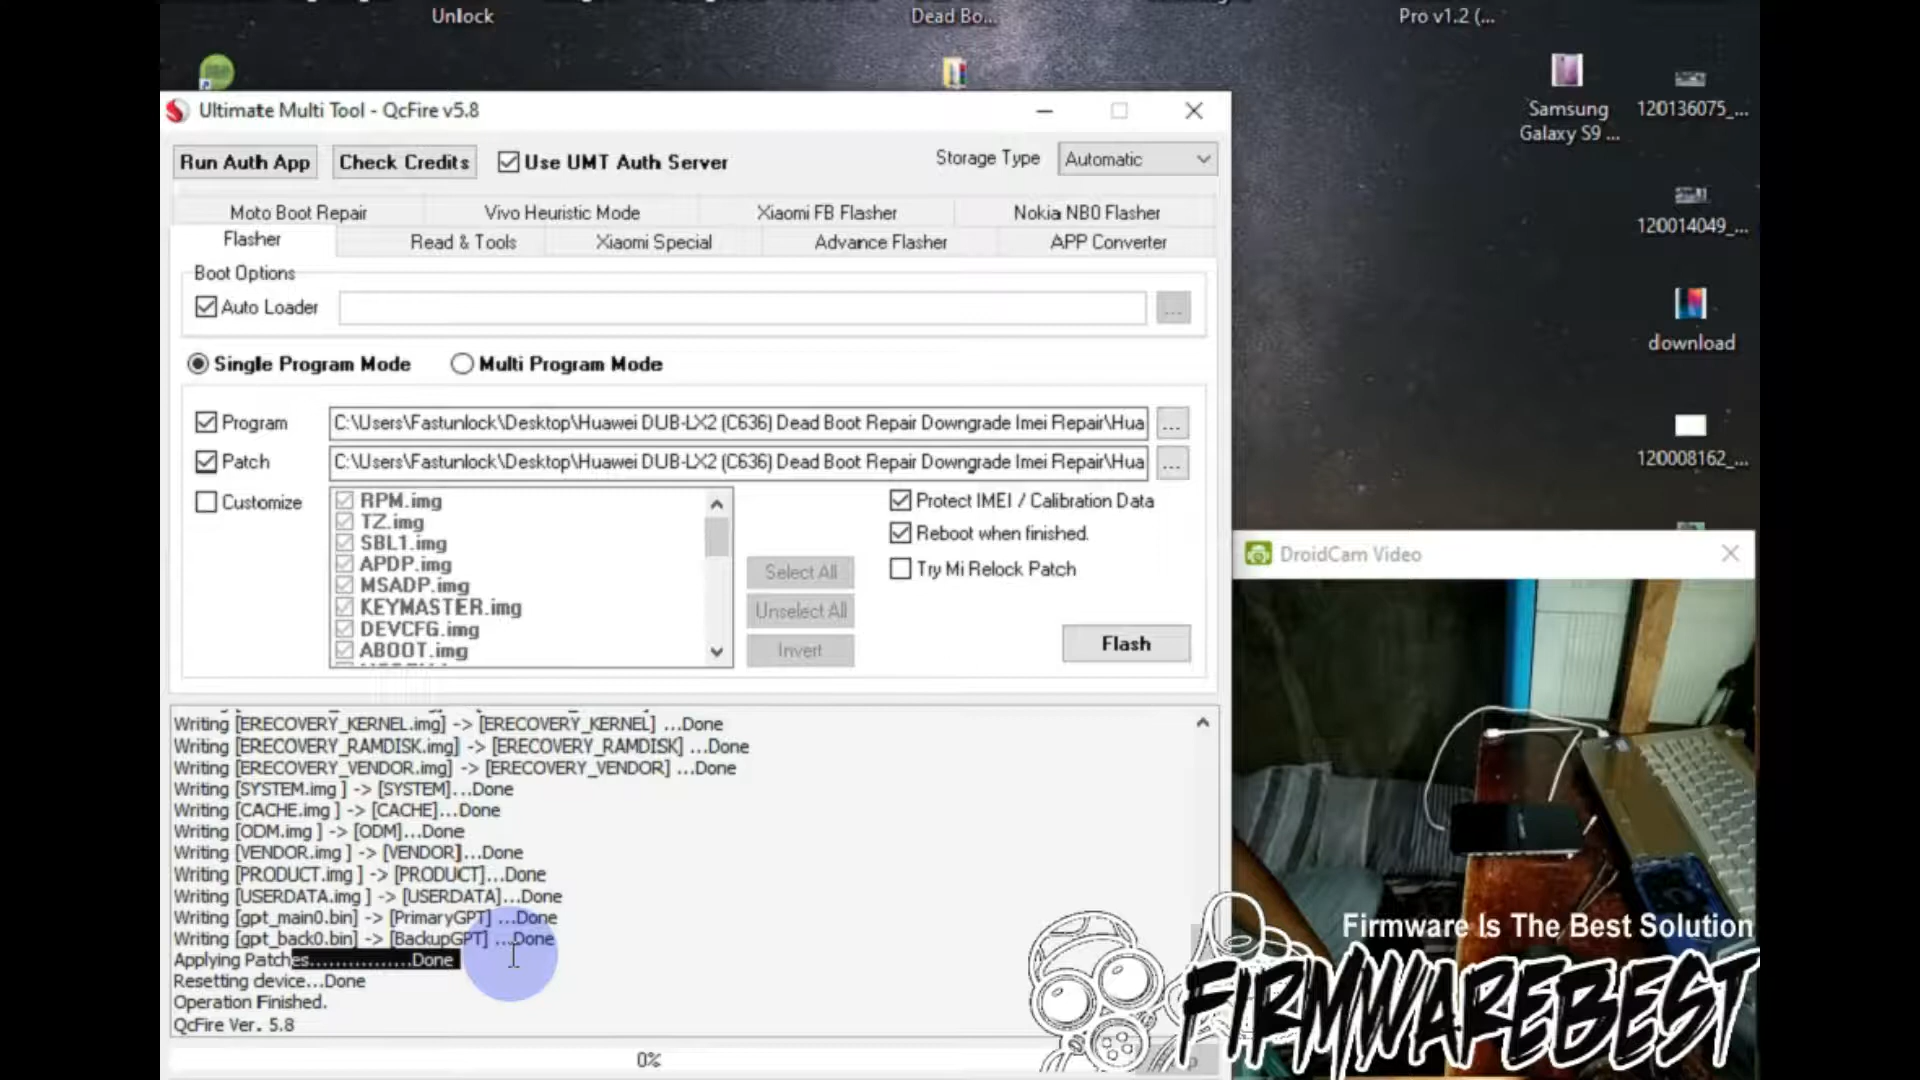 Unlock
Dead Bo...
Pro v1.2 (...
Samsung
Galaxy S9 ...
120136075_...
120014049_...
download
120008162_...
Ultimate Multi Tool - QcFire v5.8
Run Auth App
Check Credits
Use UMT Auth Server
Storage Type
Automatic
Moto Boot Repair
Vivo Heuristic Mode
Xiaomi FB Flasher
Nokia NB0 Flasher
Flasher
Read & Tools
Xiaomi Special
Advance Flasher
APP Converter
Boot Options
Auto Loader
...
Single Program Mode
Multi Program Mode
Program
C:\Users\Fastunlock\Desktop\Huawei DUB-LX2 (C636) Dead Boot Repair Downgrade Imei Repair\Hua
...
Patch
C:\Users\Fastunlock\Desktop\Huawei DUB-LX2 (C636) Dead Boot Repair Downgrade Imei Repair\Hua
...
Customize
RPM.img
TZ.img
SBL1.img
APDP.img
MSADP.img
KEYMASTER.img
DEVCFG.img
ABOOT.img
Select All
Unselect All
Invert
Protect IMEI / Calibration Data
Reboot when finished.
Try Mi Relock Patch
Flash
Writing [ERECOVERY_KERNEL.img] -> [ERECOVERY_KERNEL] ...Done
Writing [ERECOVERY_RAMDISK.img] -> [ERECOVERY_RAMDISK] ...Done
Writing [ERECOVERY_VENDOR.img] -> [ERECOVERY_VENDOR] ...Done
Writing [SYSTEM.img ] -> [SYSTEM]...Done
Writing [CACHE.img ] -> [CACHE]...Done
Writing [ODM.img ] -> [ODM]...Done
Writing [VENDOR.img ] -> [VENDOR]...Done
Writing [PRODUCT.img ] -> [PRODUCT]...Done
Writing [USERDATA.img ] -> [USERDATA]...Done
Writing [gpt_main0.bin] -> [PrimaryGPT] ...Done
Writing [gpt_back0.bin] -> [BackupGPT] ...Done
Applying Patches................Done
Resetting device...Done
Operation Finished.
QcFire Ver. 5.8
0%
DroidCam Video
Firmware Is The Best Solution
FIRMWAREBEST